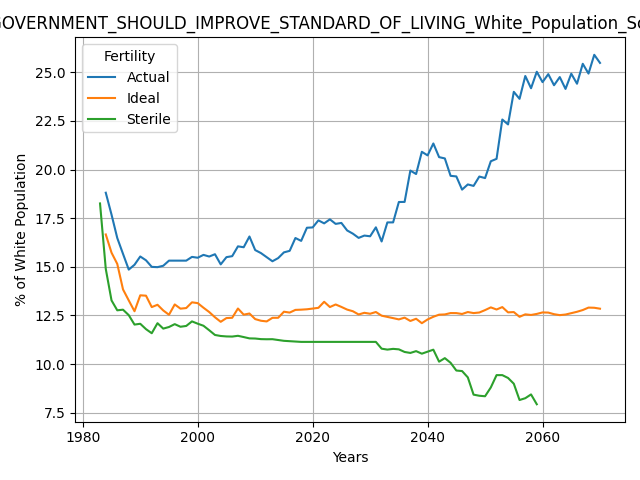 GOVERNMENT_SHOULD_IMPROVE_STANDARD_OF_LIVING_White_Population_S
Fertility
Actual
Ideal
Sterile
25.0
22.5
20.0
17.5
15.0
12.5
10.0
7.5
% of White Population
1980 2000 2020 2040 2060
Years